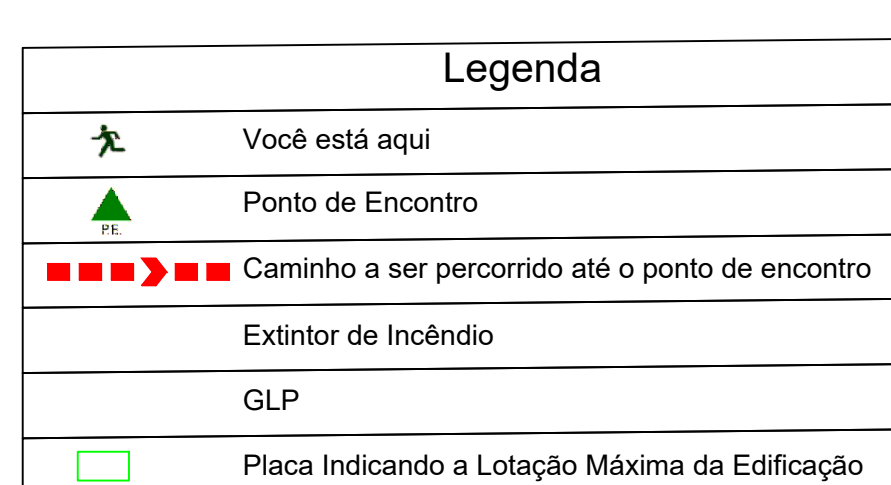 Legenda
Você está aqui
Ponto de Encontro
P.E.
Caminho a ser percorrido até o ponto de encontro
Extintor de Incêndio
GLP
Placa Indicando a Lotação Máxima da Edificação